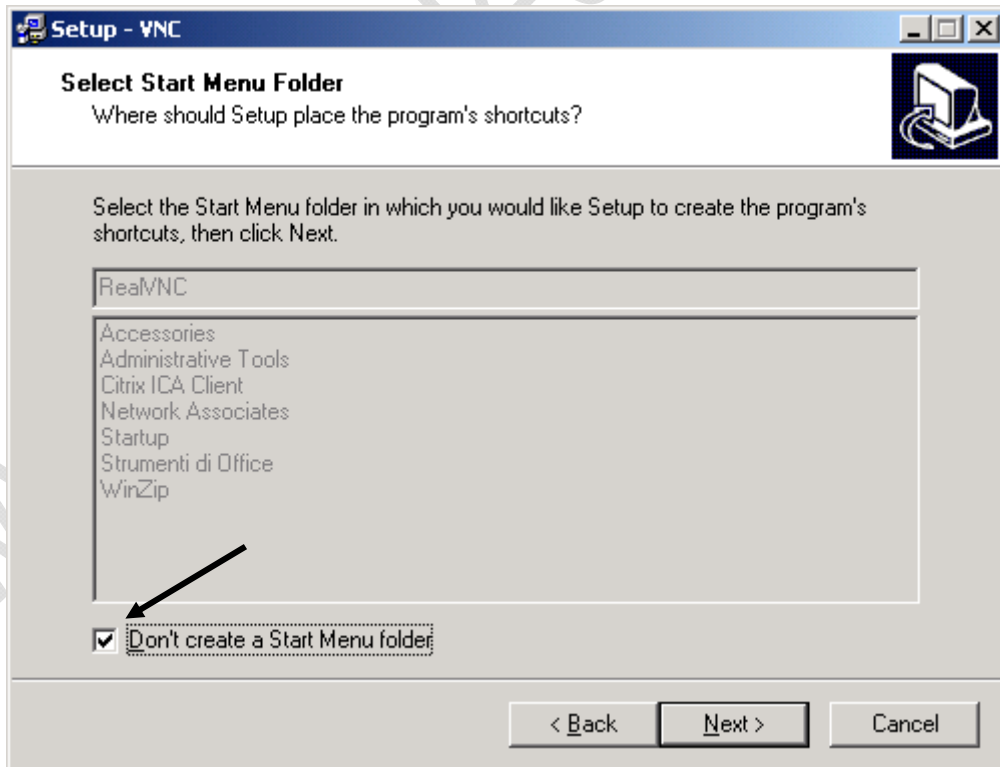 Setup - VNC
Select Start Menu Folder
Where should Setup place the program's shortcuts?
Select the Start Menu folder in which you would like Setup to create the program's
shortcuts, then click Next.
RealVNC
Accessories
Administrative Tools
Citrix ICA Client
Network Associates
Startup
Strumenti di Office
WinZip
Don't create a Start Menu folder
< Back
Next >
Cancel